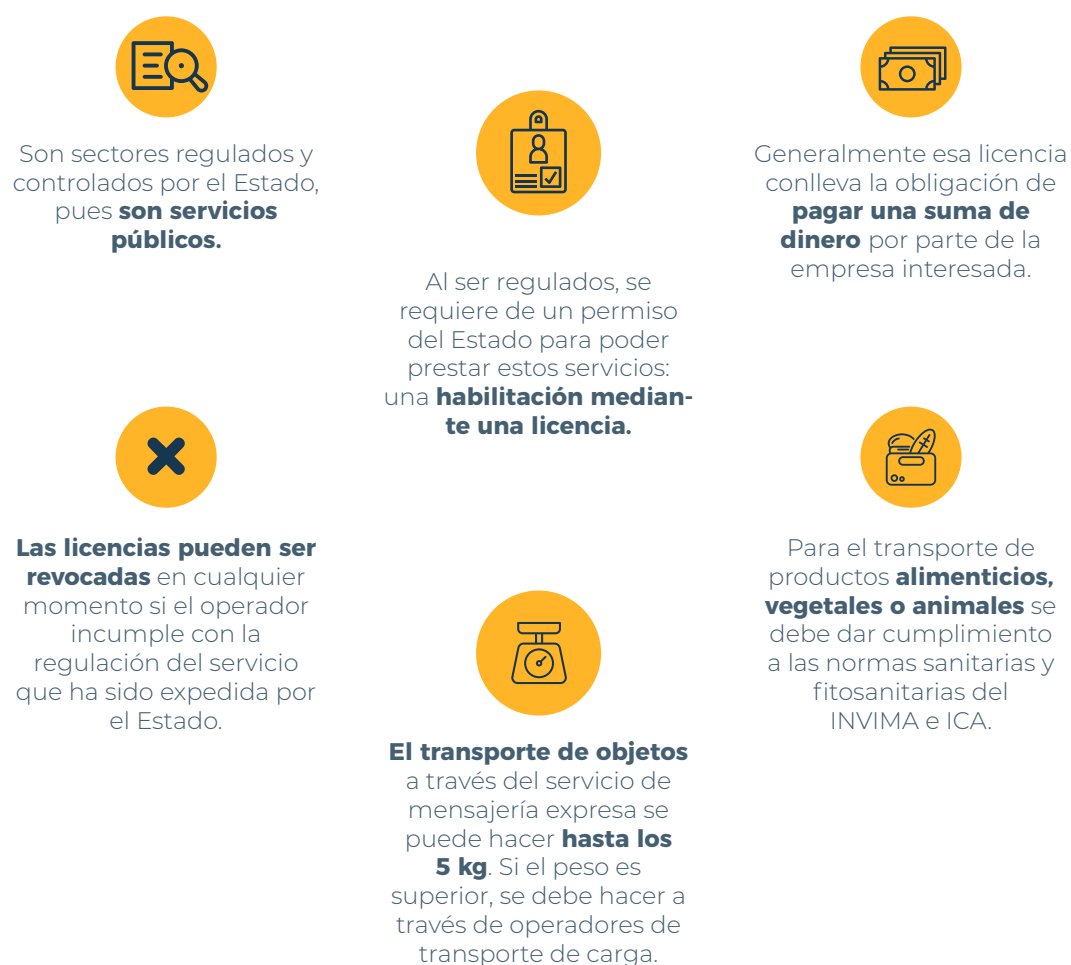 Son sectores regulados y
controlados por el Estado,
pues son servicios
públicos.
Al ser regulados, se
requiere de un permiso
del Estado para poder
prestar estos servicios:
una habilitación median-
te una licencia.
Generalmente esa licencia
conlleva la obligación de
pagar una suma de
dinero por parte de la
empresa interesada.
Las licencias pueden ser
revocadas en cualquier
momento si el operador
incumple con la
regulación del servicio
que ha sido expedida por
el Estado.
El transporte de objetos
a través del servicio de
mensajería expresa se
puede hacer hasta los
5 kg. Si el peso es
superior, se debe hacer a
través de operadores de
transporte de carga.
Para el transporte de
productos alimenticios,
vegetales o animales se
debe dar cumplimiento
a las normas sanitarias y
fitosanitarias del
INVIMA e ICA.